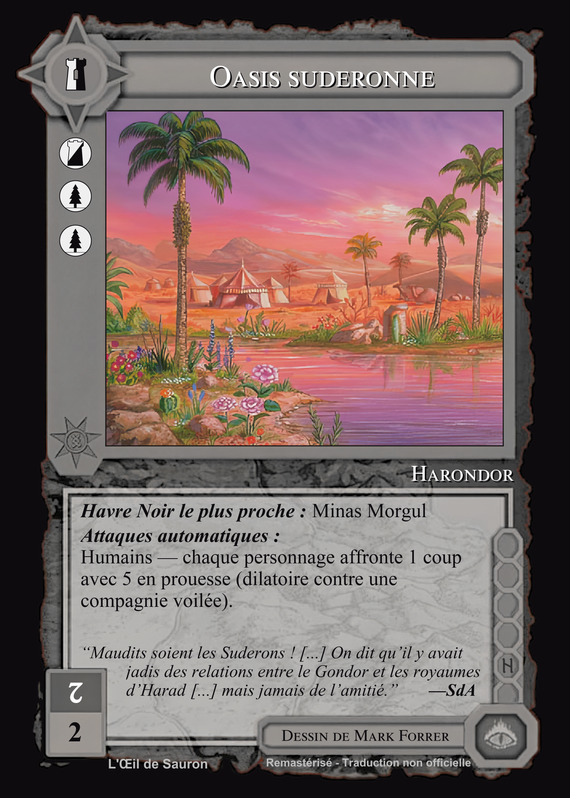 Oasis suderonne
Harondor
Havre Noir le plus proche : Minas Morgul
Attaques automatiques :
Humains — chaque personnage affronte 1 coup
avec 5 en prouesse (dilatoire contre une
compagnie voilée).
“Maudits soient les Suderons ! [...] On dit qu’il y avait
jadis des relations entre le Gondor et les royaumes
d’Harad [...] mais jamais de l’amitié.” —SdA
2
2
Dessin de Mark Forrer
L'Œil de Sauron
Remastérisé - Traduction non officielle